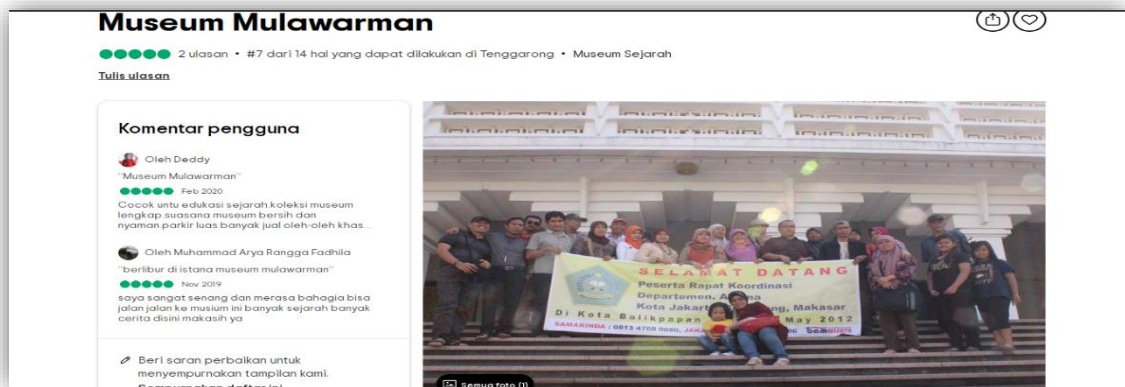 Museum Mulawarman
2 ulasan • #7 dari 14 hal yang dapat dilakukan di Tenggarong • Museum Sejarah
Tulis ulasan
Komentar pengguna
Oleh Deddy
"Museum Mulawarman"
Feb 2020
Cocok untu edukasi sejarah.koleksi museum
lengkap.suasana museum bersih dan
nyaman.parkir luas.banyak jual oleh-oleh khas...
Oleh Muhammad Arya Rangga Fadhila
"berlibur di istana museum mulawarman"
Nov 2019
saya sangat senang dan merasa bahagia bisa
jalan jalan ke musium ini banyak sejarah banyak
cerita disini makasih ya
Beri saran perbaikan untuk
menyempurnakan tampilan kami.
Sempurnakan daftar ini
SELAMAT DATANG
Peserta Rapat Koordinasi
Departemen. Agama
Kota Jakarta, ng, Makasar
Di Kota Balikpapan May 2012
SAMARINDA : 0813 4708
Semua foto (1)